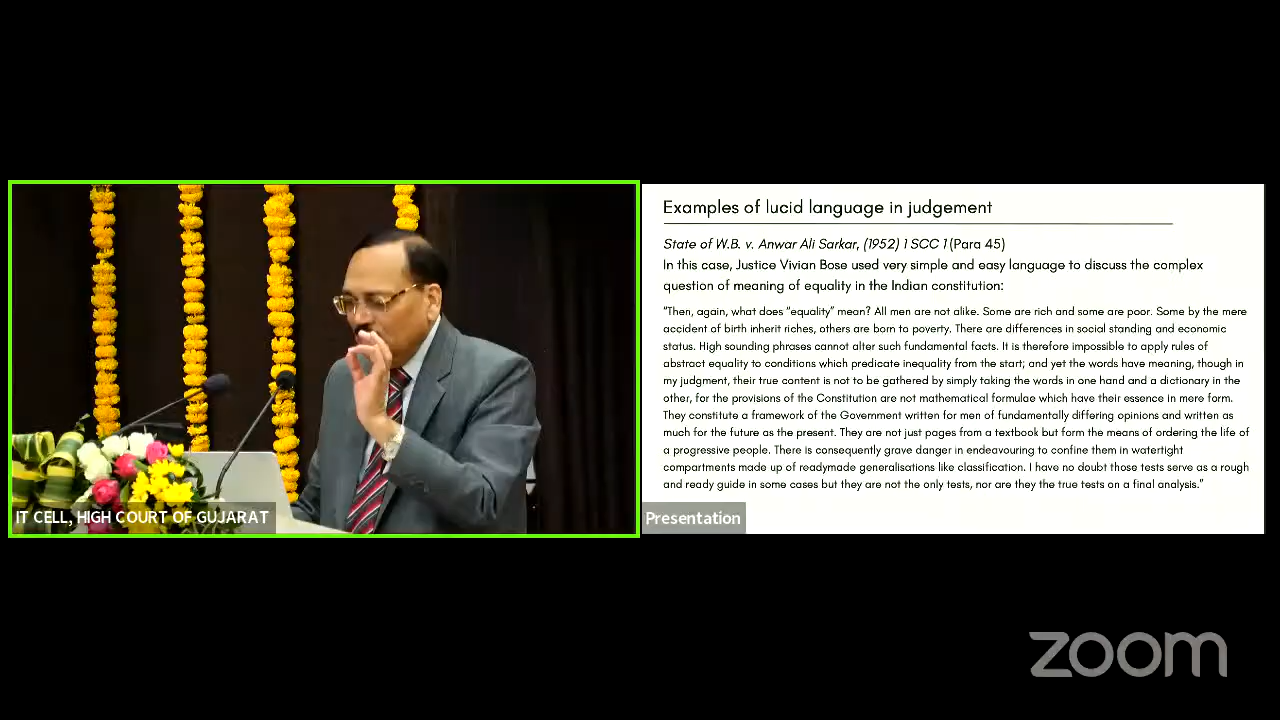 Examples of lucid language in judgement
State of W.B. v. Anwar Ali Sarkar, (1952) 1 SCC 1 (Para 45)
In this case, Justice Vivian Bose used very simple and easy language to discuss the complex
question of meaning of equality in the Indian constitution:
“Then, again, what does “equality” mean? All men are not alike. Some are rich and some are poor. Some by the mere
accident of birth inherit riches, others are born to poverty. There are differences in social standing and economic
status. High sounding phrases cannot alter such fundamental facts. It is therefore impossible to apply rules of
abstract equality to conditions which predicate inequality from the start; and yet the words have meaning, though in
my judgment, their true content is not to be gathered by simply taking the words in one hand and a dictionary in the
other, for the provisions of the Constitution are not mathematical formulae which have their essence in mere form.
They constitute a framework of the Government written for men of fundamentally differing opinions and written as
much for the future as the present. They are not just pages from a textbook but form the means of ordering the life of
a progressive people. There is consequently grave danger in endeavouring to confine them in watertight
compartments made up of readymade generalisations like classification. I have no doubt those tests serve as a rough
and ready guide in some cases but they are not the only tests, nor are they the true tests on a final analysis.”
IT CELL, HIGH COURT OF GUJARAT
Presentation
zoom